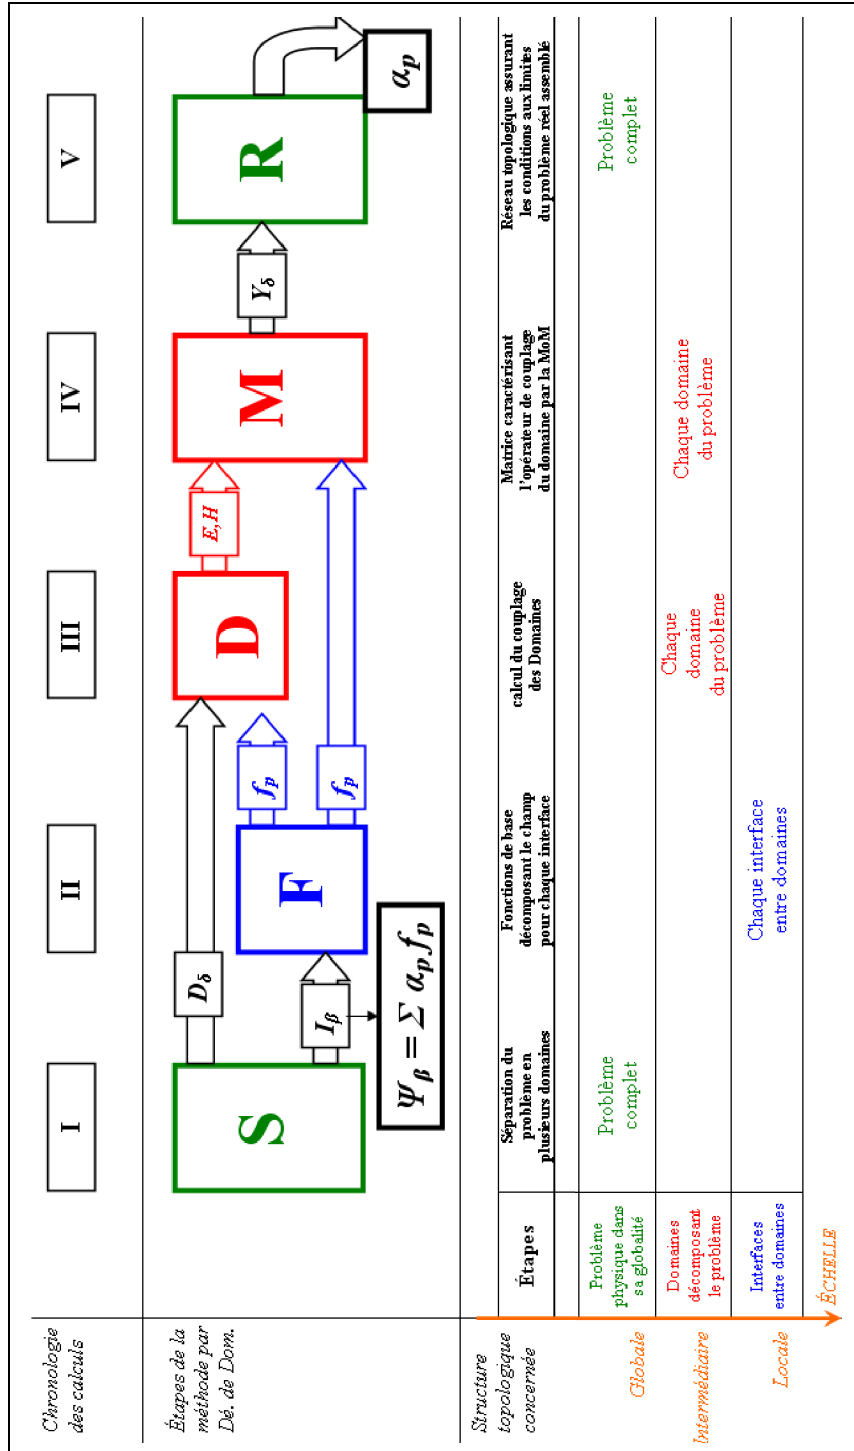 Chronologie
des calculs
I
II
III
IV
V
Étapes de la
méthode par
Dé. de Dom.
S
D_δ
I_β
Ψ_β = Σ α_p f_p
F
f_p
f_p
D
E,H
M
Y_δ
R
α_p
Structure
topologique
concernée
Étapes
Séparation du
problème en
plusieurs domaines
Fonctions de base
décomposant le champ
pour chaque interface
calcul du couplage
des Domaines
Matrice caractérisant
l'opérateur de couplage
du domaine par la MoM
Réseau topologique assurant
les conditions aux limites
du problème réel assemblé
Globale
Problème
physique dans
sa globalité
Problème
complet
Problème
complet
Intermédiaire
Domaines
décomposant
le problème
Chaque
domaine
du problème
Chaque domaine
du problème
Locale
Interfaces
entre domaines
Chaque interface
entre domaines
ÉCHELLE